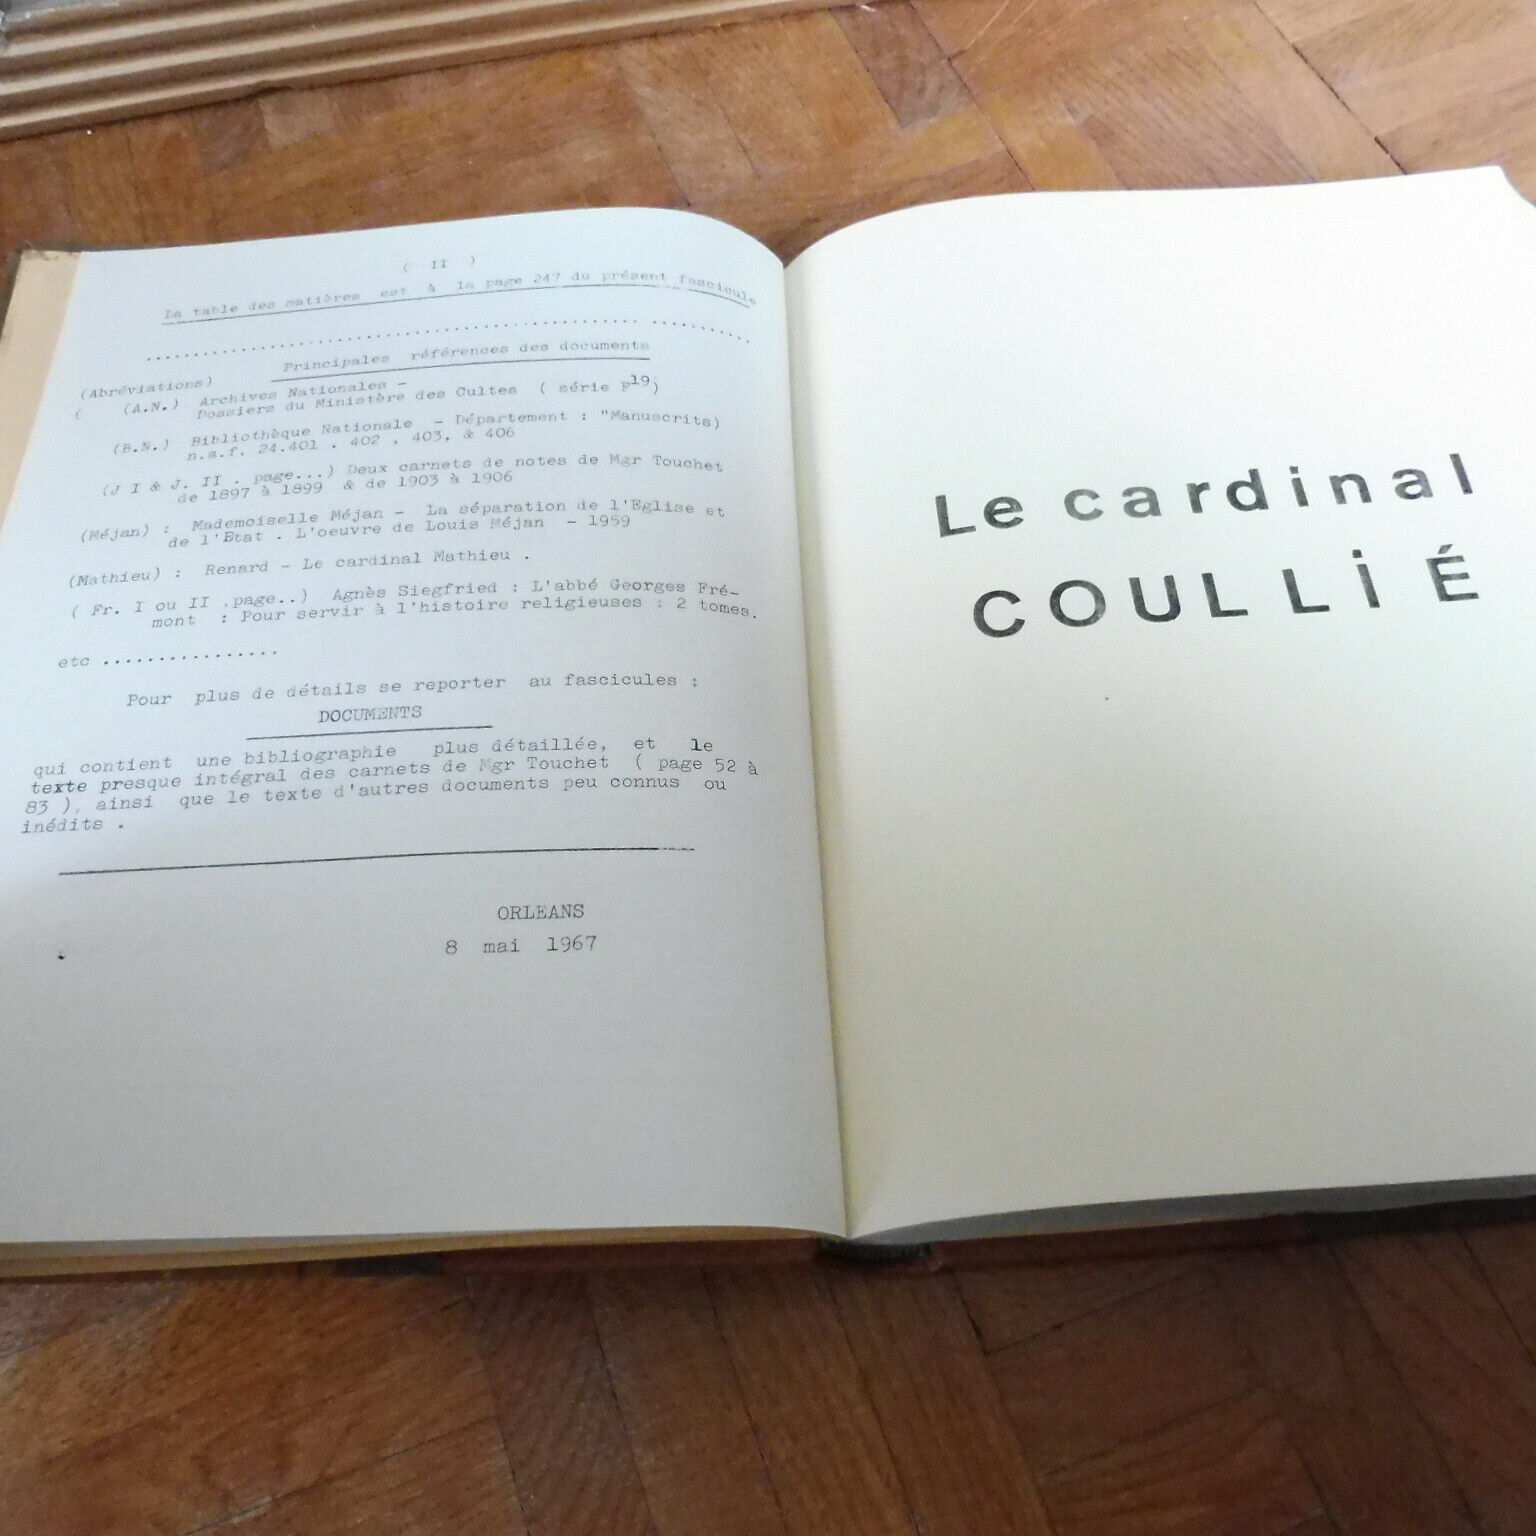 ( II )
La table des matières est à la page 247 du présent fascicule
Principales références des documents
(Abréviations)
( (A.N.) Archives Nationales -
Dossiers du Ministère des Cultes ( série F19)
(B.N.) Bibliothèque Nationale - Département : "Manuscrits)
n.a.f. 24.401 . 402 , 403, & 406
(J I & J. II . page...) Deux carnets de notes de Mgr Touchet
de 1897 à 1899 & de 1903 à 1906
(Méjan) : Mademoiselle Méjan - La séparation de l'Eglise et
de l'Etat . L'oeuvre de Louis Méjan - 1959
(Mathieu) : Renard - Le cardinal Mathieu .
( Fr. I ou II ,page..) Agnès Siegfried : L'abbé Georges Fré-
mont : Pour servir à l'histoire religieuses : 2 tomes.
etc ................
Pour plus de détails se reporter au fascicules :
DOCUMENTS
qui contient une bibliographie plus détaillée, et le
texte presque intégral des carnets de Mgr Touchet ( page 52 à
83 ), ainsi que le texte d'autres documents peu connus ou
inédits .
ORLEANS
8 mai 1967
Le cardinal
COULLiÉ